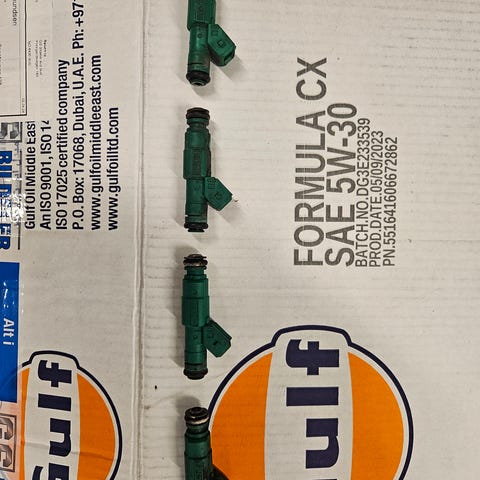 FORMULA CX
SAE 5W-30
BATCH.NO.DG3E233539
PROD.DATE.05/09/2023
PN.551641606672862
Gulf Oil Middle East
An ISO 9001, ISO 14
ISO 17025 certified company
P. O. Box: 17068, Dubai, U.A.E. Ph: +97
www.gulfoilmiddleeast.com
www.gulfoilltd.com
Gulf
Gulf
Alt i